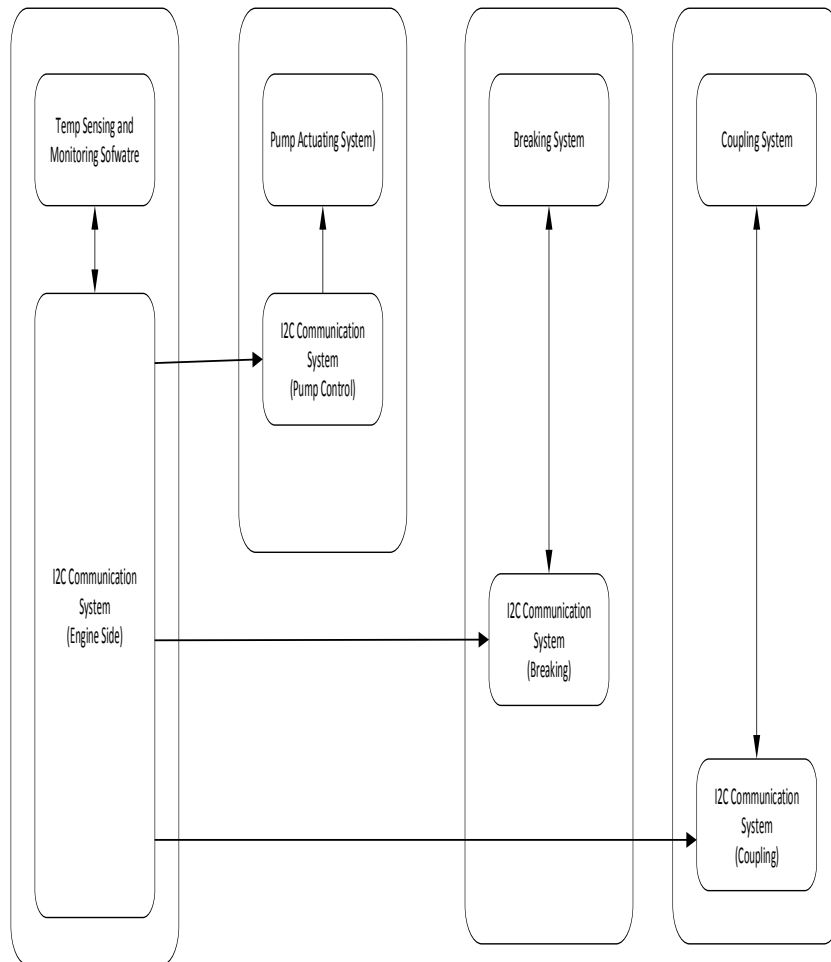 Temp Sensing and
Monitoring Sofwatre
Pump Actuating System)
Breaking System
Coupling System
I2C Communication
System
(Pump Control)
I2C Communication
System
(Engine Side)
I2C Communication
System
(Breaking)
I2C Communication
System
(Coupling)